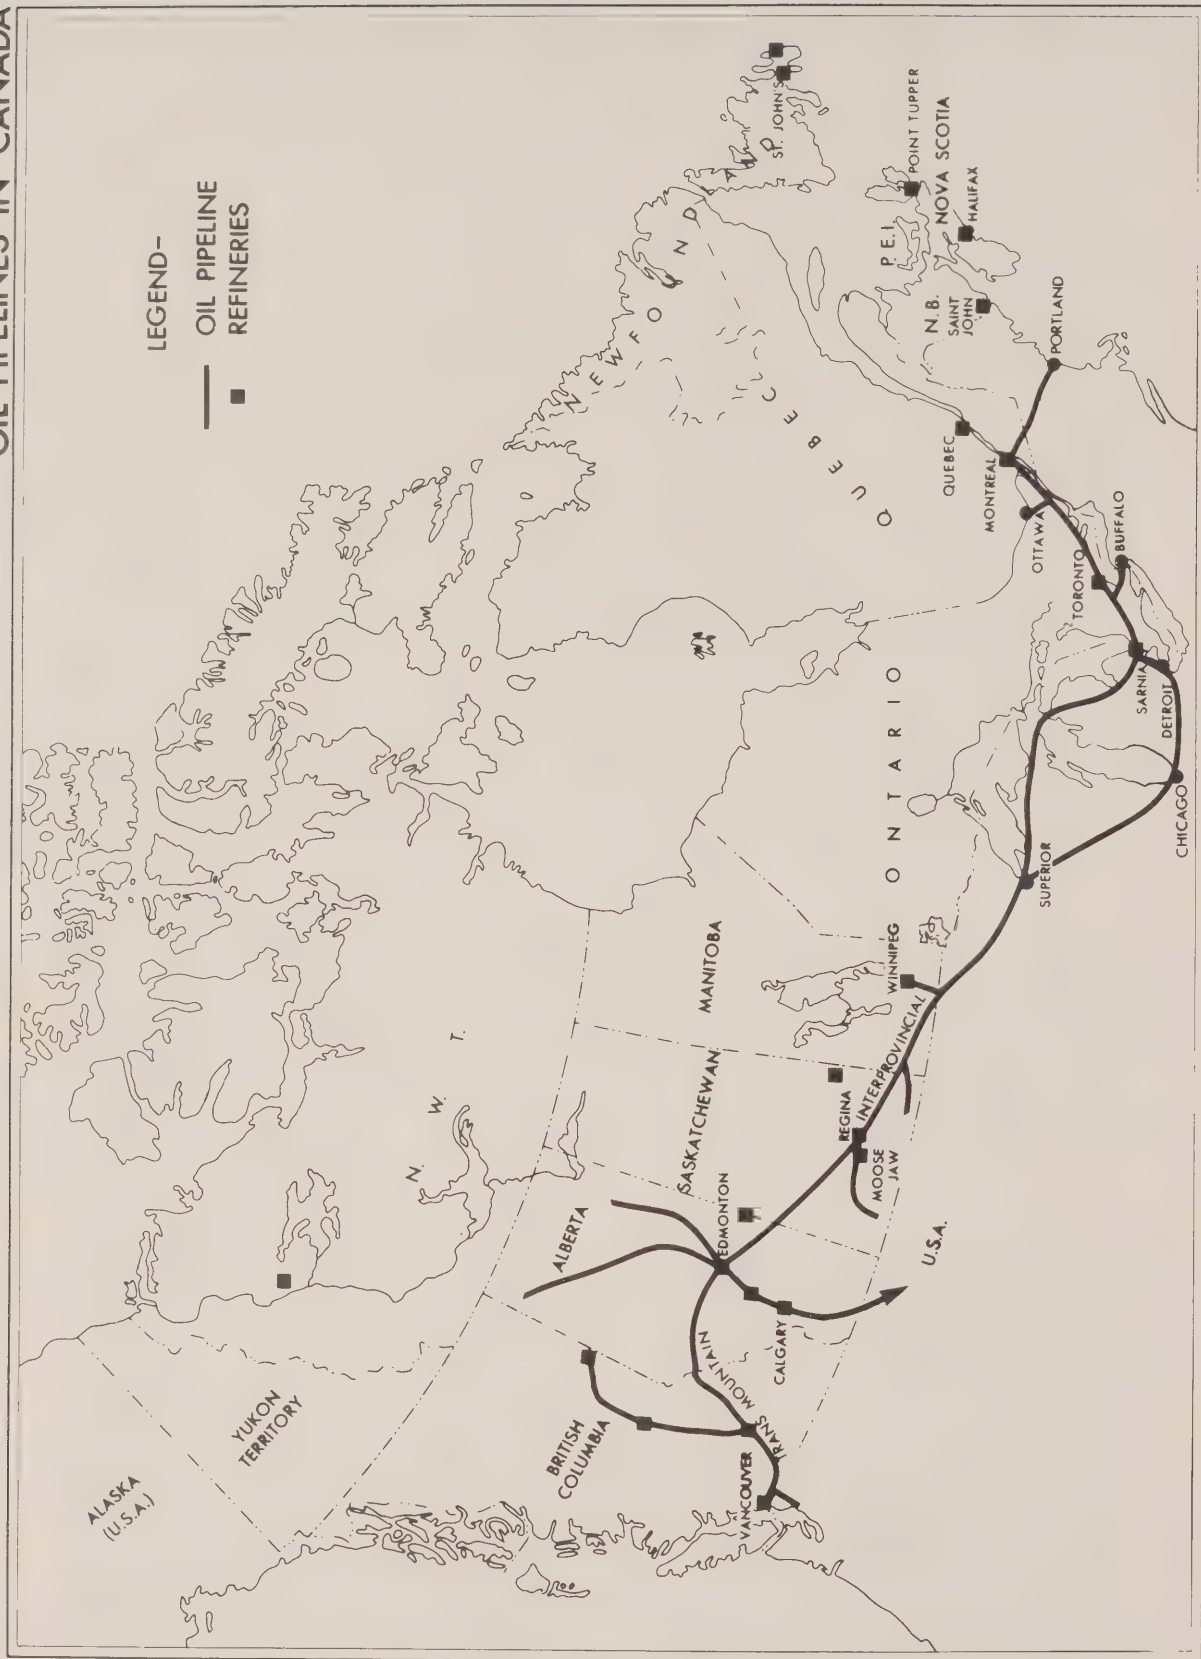 OIL PIPELINES IN CANADA
LEGEND-
OIL PIPELINE
REFINERIES
ALASKA
(U.S.A.)
YUKON
TERRITORY
N. W. T.
BRITISH
COLUMBIA
ALBERTA
SASKATCHEWAN
MANITOBA
ONTARIO
QUEBEC
NEWFOUND
ST. JOHN'S
P.E.I.
POINT TUPPER
NOVA SCOTIA
HALIFAX
N.B.
SAINT
JOHN
PORTLAND
QUEBEC
MONTREAL
OTTAWA
TORONTO
BUFFALO
SARNIA
DETROIT
CHICAGO
SUPERIOR
WINNIPEG
INTERPROVINCIAL
REGINA
MOOSE
JAW
EDMONTON
CALGARY
U.S.A.
TRANS MOUNTAIN
VANCOUVER